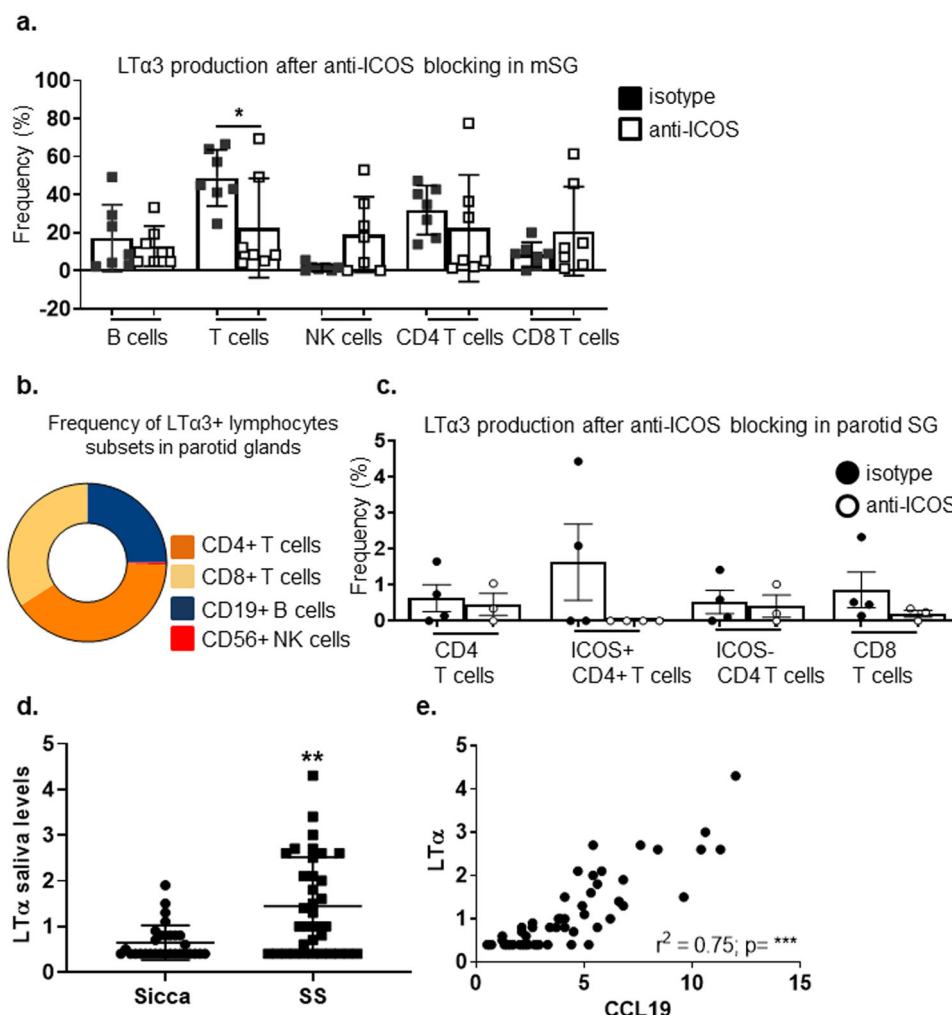 a.
LTα3 production after anti-ICOS blocking in mSG
isotype
anti-ICOS
*
Frequency (%)
100
80
60
40
20
0
-20
B cells
T cells
NK cells
CD4 T cells
CD8 T cells
b.
Frequency of LTα3+ lymphocytes
subsets in parotid glands
CD4+ T cells
CD8+ T cells
CD19+ B cells
CD56+ NK cells
c.
LTα3 production after anti-ICOS blocking in parotid SG
isotype
anti-ICOS
Frequency (%)
5
4
3
2
1
0
CD4
T cells
ICOS+
CD4+ T cells
ICOS-
CD4 T cells
CD8
T cells
d.
LTα saliva levels
5
4
3
2
1
0
**
Sicca
SS
e.
LTα
5
4
3
2
1
0
r² = 0.75; p= ***
0
5
10
15
CCL19